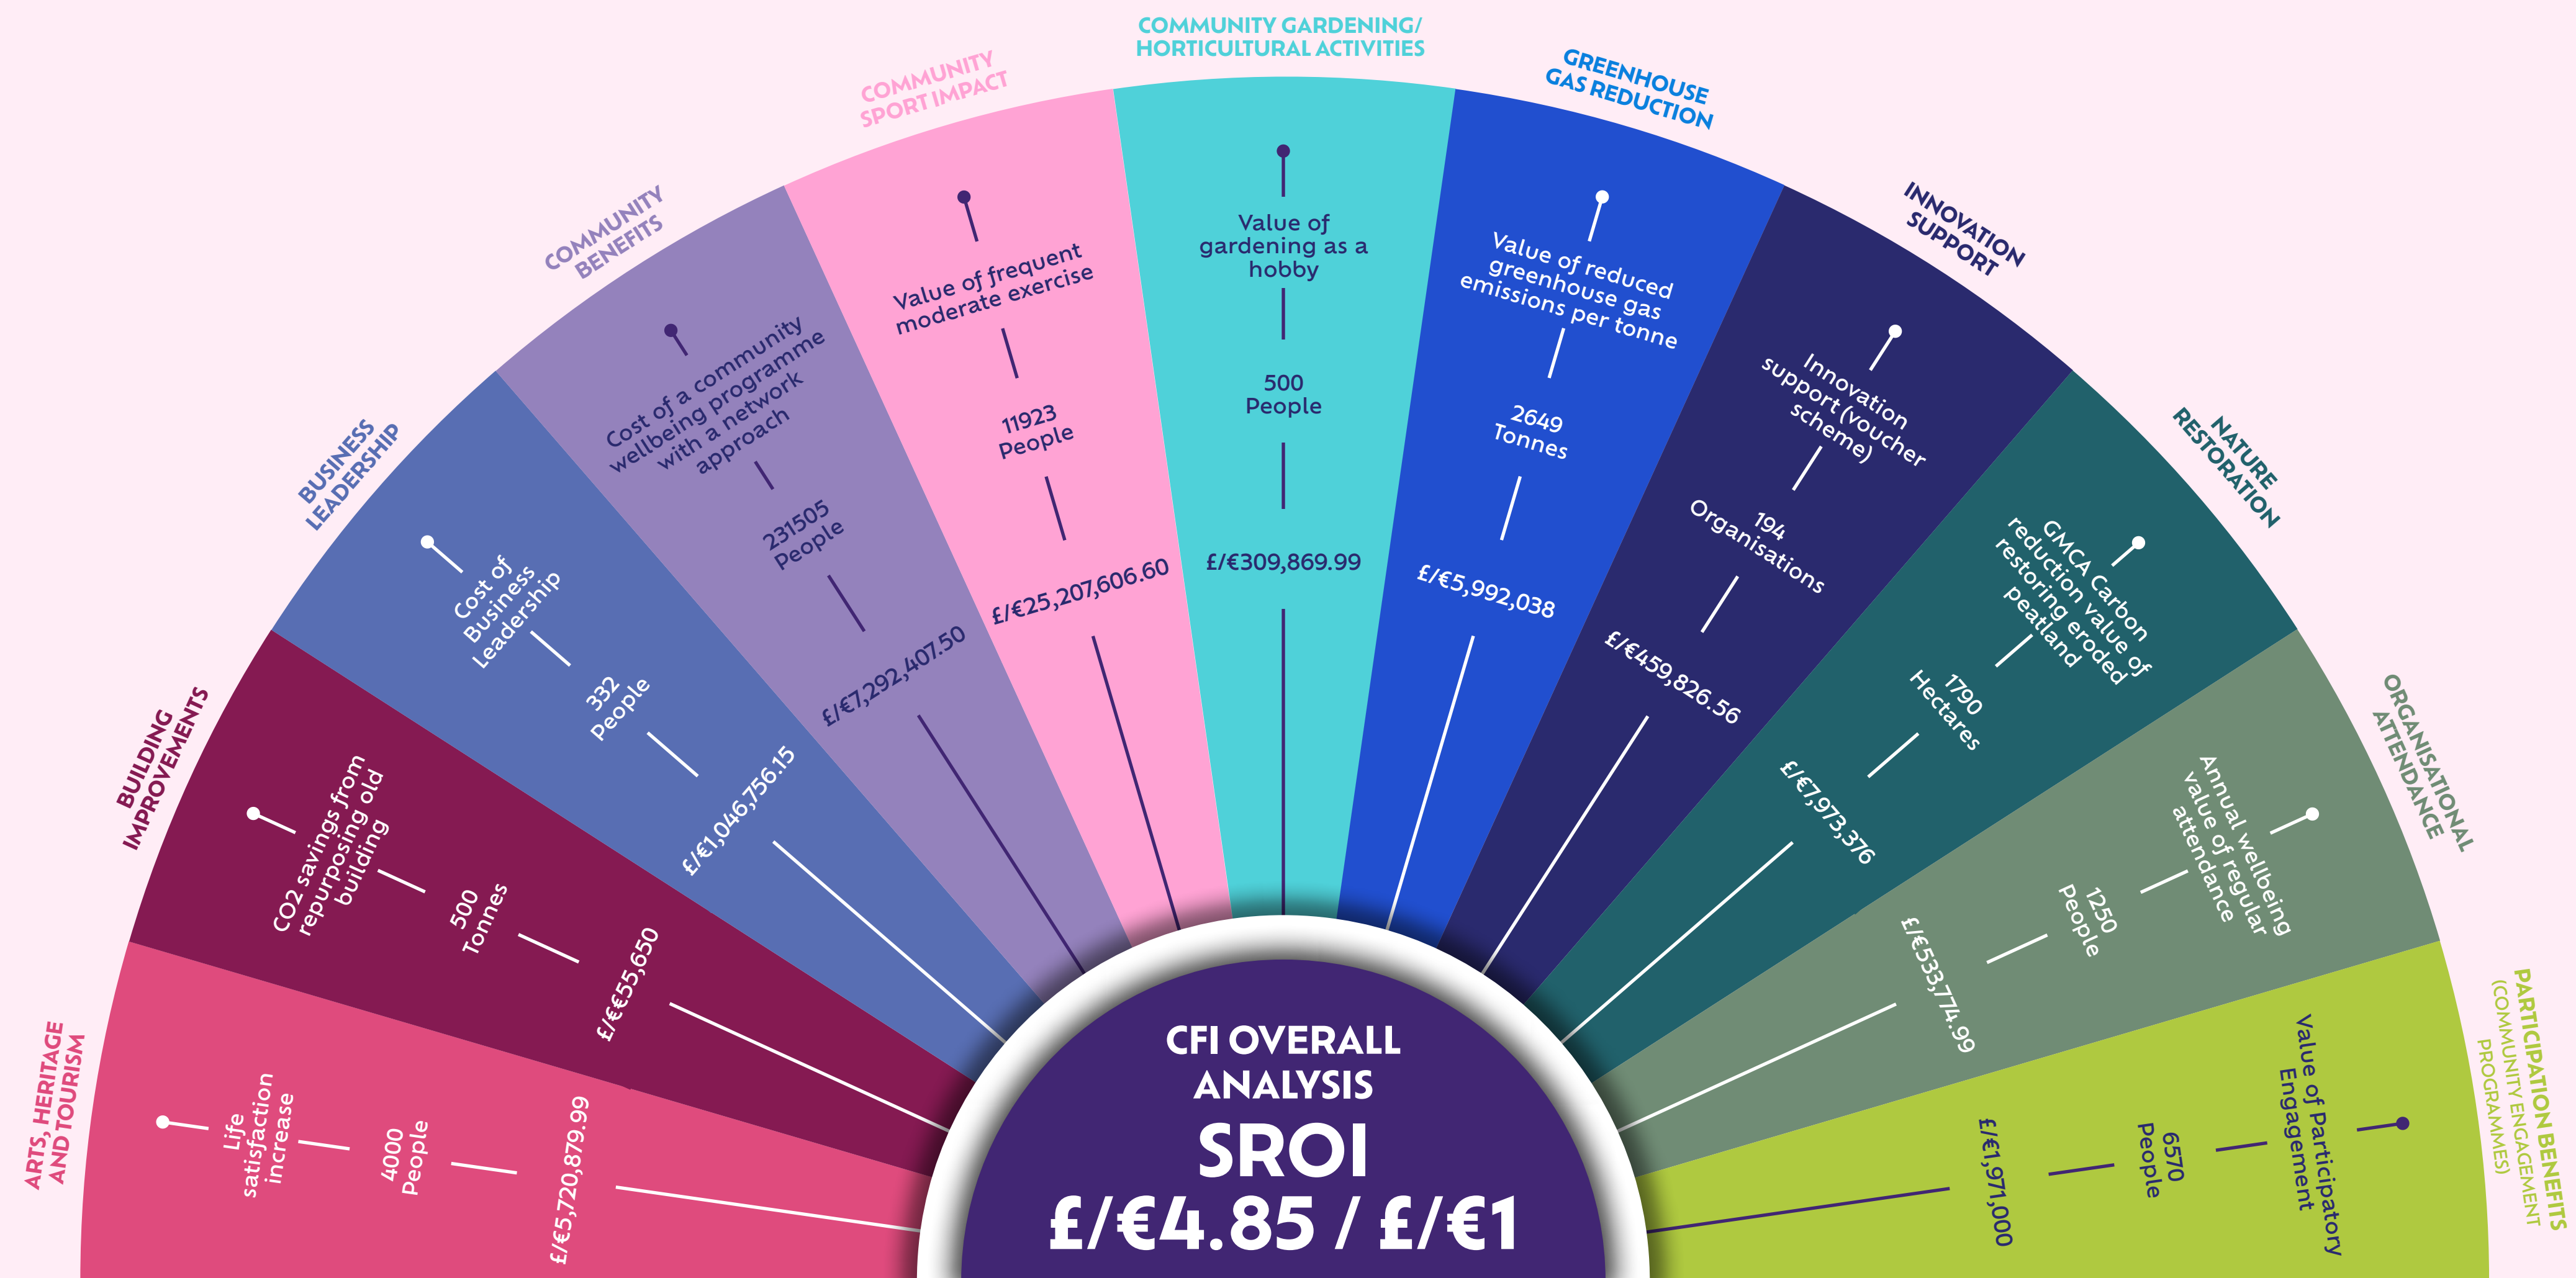 ARTS, HERITAGE
AND TOURISM
Life
satisfaction
increase
4000
People
£/€5,720,879.99
BUILDING
IMPROVEMENTS
CO2 savings from
repurposing old
building
500
Tonnes
£/€€55,650
BUSINESS
LEADERSHIP
Cost of
Business
Leadership
332
People
£/€1,046,756.15
COMMUNITY
BENEFITS
Cost of a community
wellbeing programme
with a network
approach
231505
People
£/€7,292,407.50
COMMUNITY
SPORT IMPACT
Value of frequent
moderate exercise
11923
People
£/€25,207,606.60
COMMUNITY GARDENING/
HORTICULTURAL ACTIVITIES
Value of
gardening as a
hobby
500
People
£/€309,869.99
GREENHOUSE
GAS REDUCTION
Value of reduced
greenhouse gas
emissions per tonne
2649
Tonnes
£/€5,992,038
INNOVATION
SUPPORT
Innovation
support (voucher
scheme)
194
Organisations
£/€459,826.56
NATURE
RESTORATION
GMCA Carbon
reduction value of
restoring eroded
peatland
1790
Hectares
£/€7,973,376
ORGANISATIONAL
ATTENDANCE
Annual wellbeing
value of regular
attendance
1250
People
£/€533,774.99
PARTICIPATION BENEFITS
(COMMUNITY ENGAGEMENT
PROGRAMMES)
Value of Participatory
Engagement
6570
People
£/€1,971,000
CFI OVERALL
ANALYSIS
SROI
£/€4.85 / £/€1